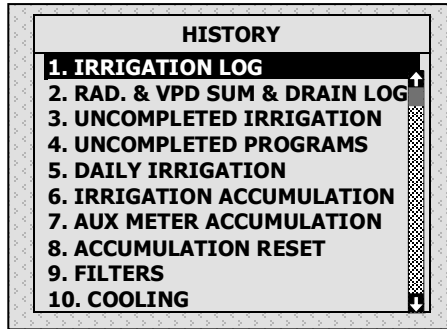 HISTORY
1. IRRIGATION LOG
2. RAD. & VPD SUM & DRAIN LOG
3. UNCOMPLETED IRRIGATION
4. UNCOMPLETED PROGRAMS
5. DAILY IRRIGATION
6. IRRIGATION ACCUMULATION
7. AUX METER ACCUMULATION
8. ACCUMULATION RESET
9. FILTERS
10. COOLING